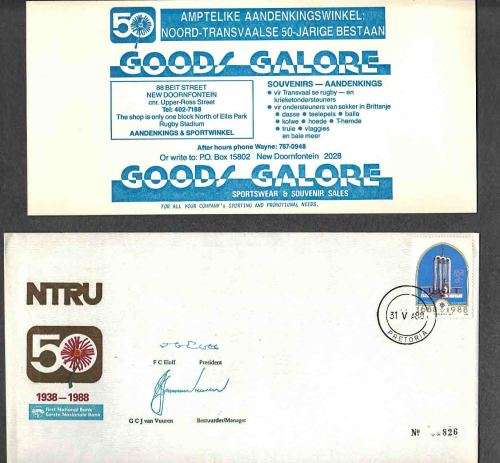 50
AMPTELIKE AANDENKINGSWINKEL:
NOORD-TRANSVAALSE 50-JARIGE BESTAAN
GOODS GALORE
88 BEIT STREET
NEW DOORNFONTEIN
cnr. Upper-Ross Street
Tel: 402-7188
The shop is only one block North of Ellis Park
Rugby Stadium
AANDENKINGS & SPORTWINKEL
SOUVENIRS — AANDENKINGS
• vir Transvaal se rugby — en
krieketondersteuners
• vir ondersteuners van sokker in Brittanje
• dasse • teelepels • balle
• kolwe • hoede • T-hemde
• truie • vlaggies
en baie meer
After hours phone Wayne: 787-0948
Or write to: P.O. Box 15802 New Doornfontein 2028
GOODS GALORE
SPORTSWEAR & SOUVENIR SALES
FOR ALL YOUR COMPANY'S SPORTING AND PROMOTIONAL NEEDS.
NTRU
50
1938–1988
First National Bank
Eerste Nasionale Bank
F C Eloff President
G C J van Vuuren Bestuurder/Manager
1988
31 V
PRETORIA
Nº 826